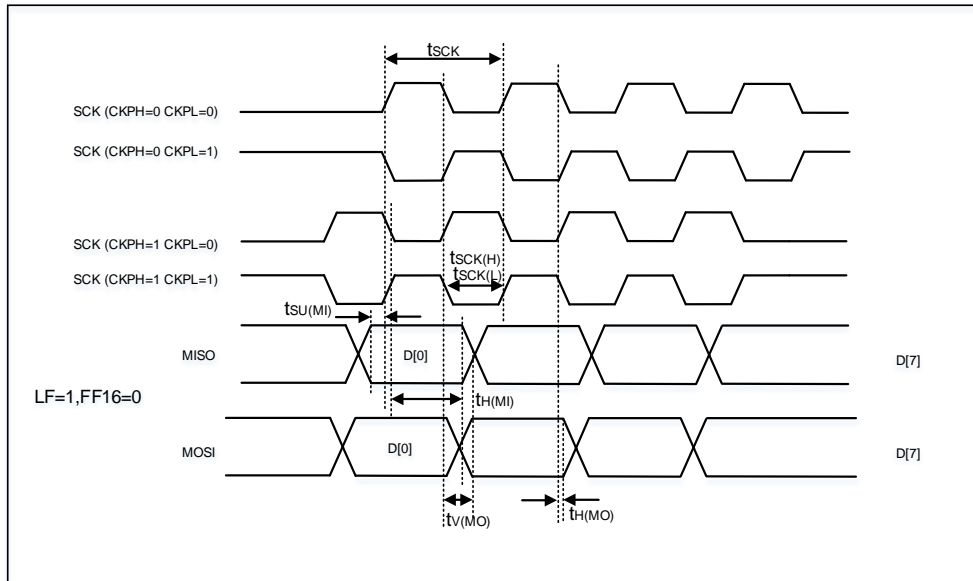 tSCK
SCK (CKPH=0 CKPL=0)
SCK (CKPH=0 CKPL=1)
SCK (CKPH=1 CKPL=0)
tSCK(H)
SCK (CKPH=1 CKPL=1)
tSCK(L)
tSU(MI)
MISO
D[0]
D[7]
LF=1,FF16=0
tH(MI)
MOSI
D[0]
D[7]
tV(MO)
tH(MO)